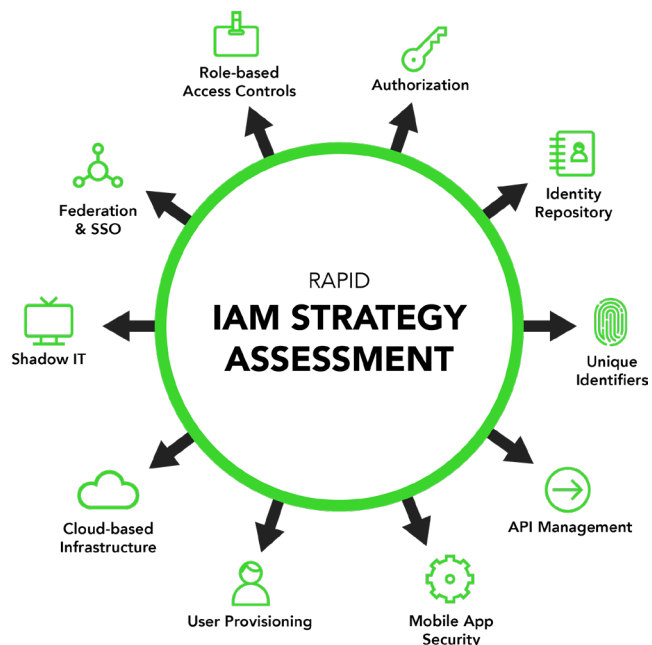 Role-based
Access Controls
Authorization
Identity
Repository
Unique
Identifiers
API Management
Mobile App
Security
User Provisioning
Cloud-based
Infrastructure
Shadow IT
Federation
& SSO
RAPID
IAM STRATEGY
ASSESSMENT